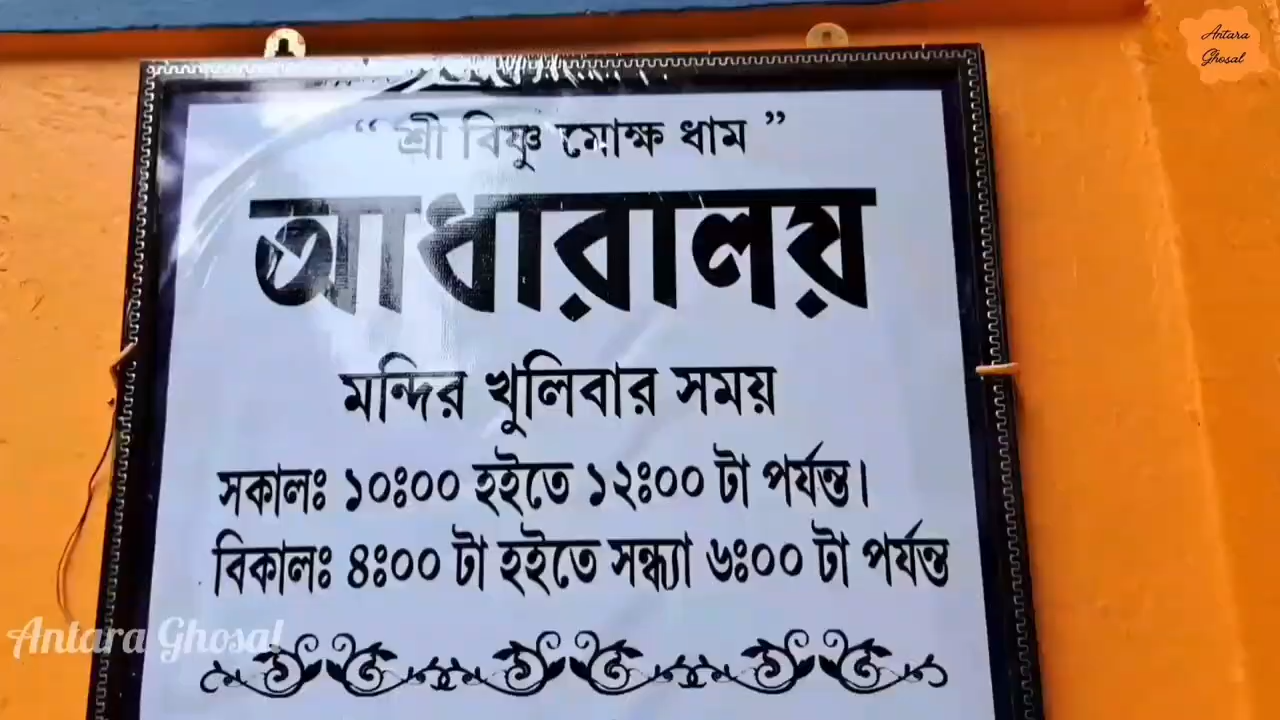 Antara
Ghosal
“ শ্রী বিষ্ণু মোক্ষ ধাম ”
আধারালয়
মন্দির খুলিবার সময়
সকালঃ ১০ঃ০০ হইতে ১২ঃ০০ টা পর্যন্ত।
বিকালঃ ৪ঃ০০ টা হইতে সন্ধ্যা ৬ঃ০০ টা পর্যন্ত
Antara Ghosal